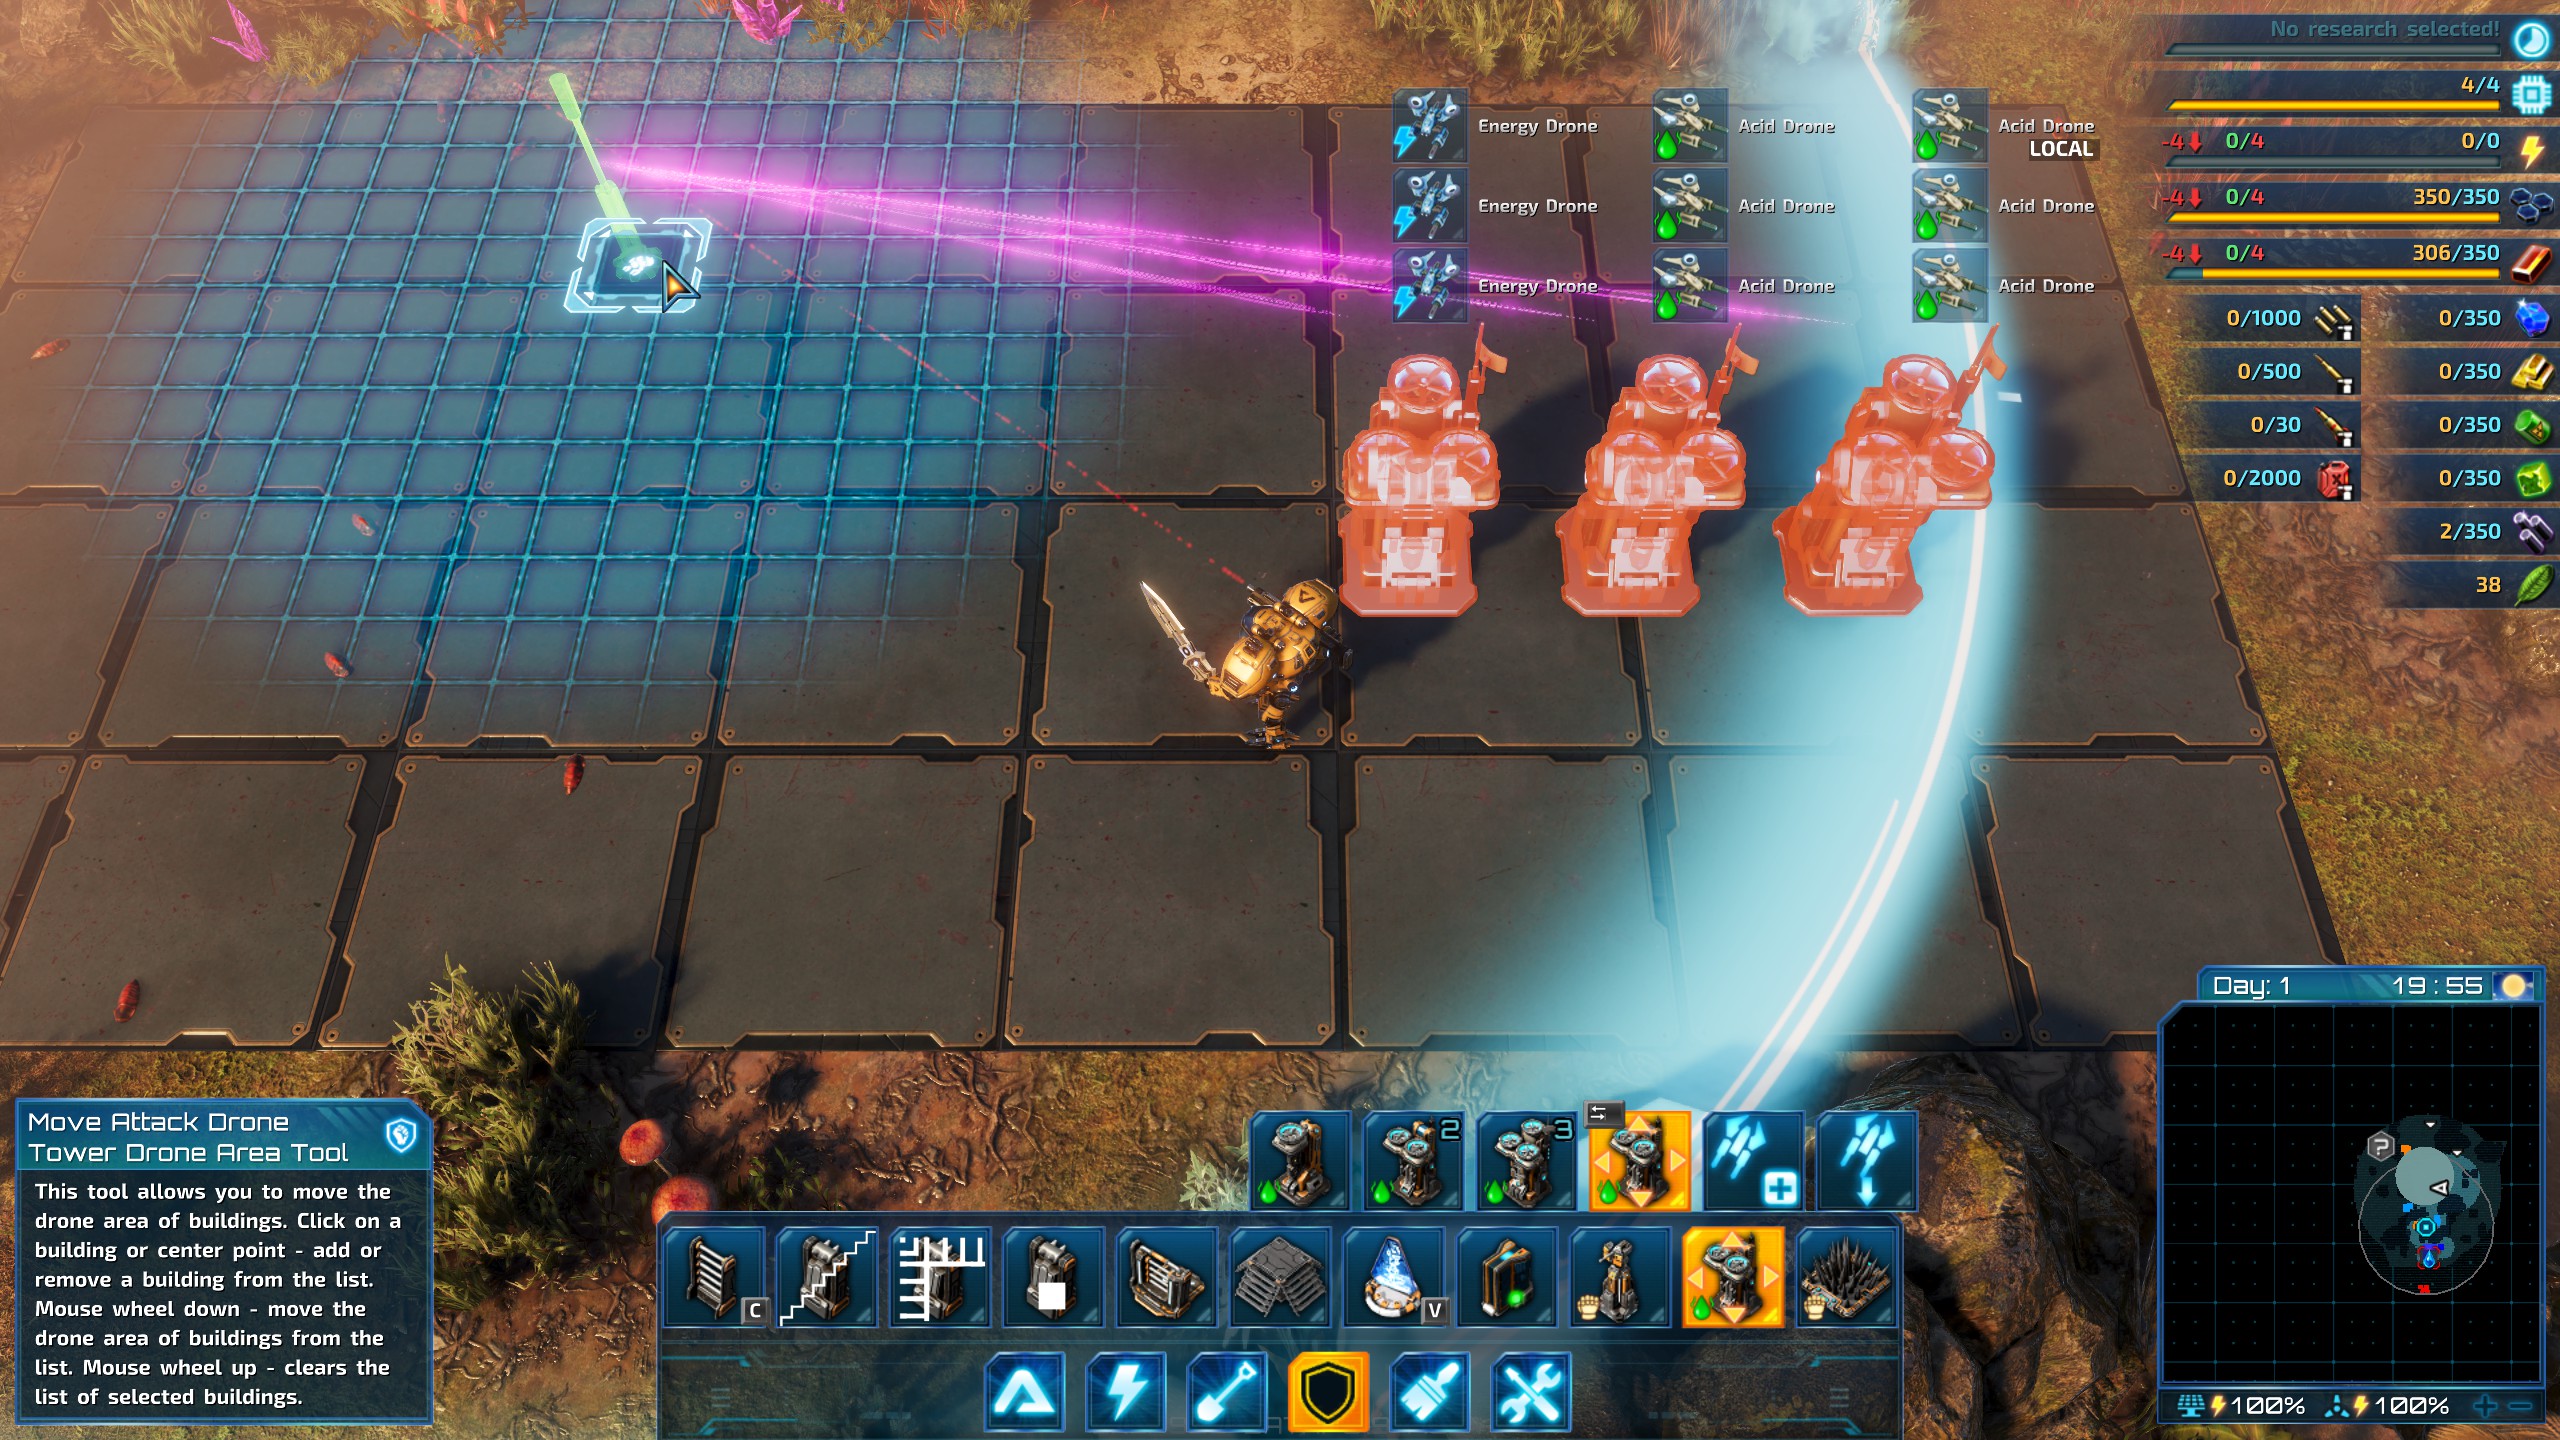 No research selected!
4/4
-4 0/4 0/0
-4 0/4 350/350
-4 0/4 306/350
0/1000 0/350
0/500 0/350
0/30 0/350
0/2000 0/350
2/350
38
Energy Drone Acid Drone Acid Drone
LOCAL
Energy Drone Acid Drone Acid Drone
Energy Drone Acid Drone Acid Drone
Day: 1 19:55
?
Move Attack Drone
Tower Drone Area Tool
This tool allows you to move the
drone area of buildings. Click on a
building or center point - add or
remove a building from the list.
Mouse wheel down - move the
drone area of buildings from the
list. Mouse wheel up - clears the
list of selected buildings.
2 3
C V
100% 100%